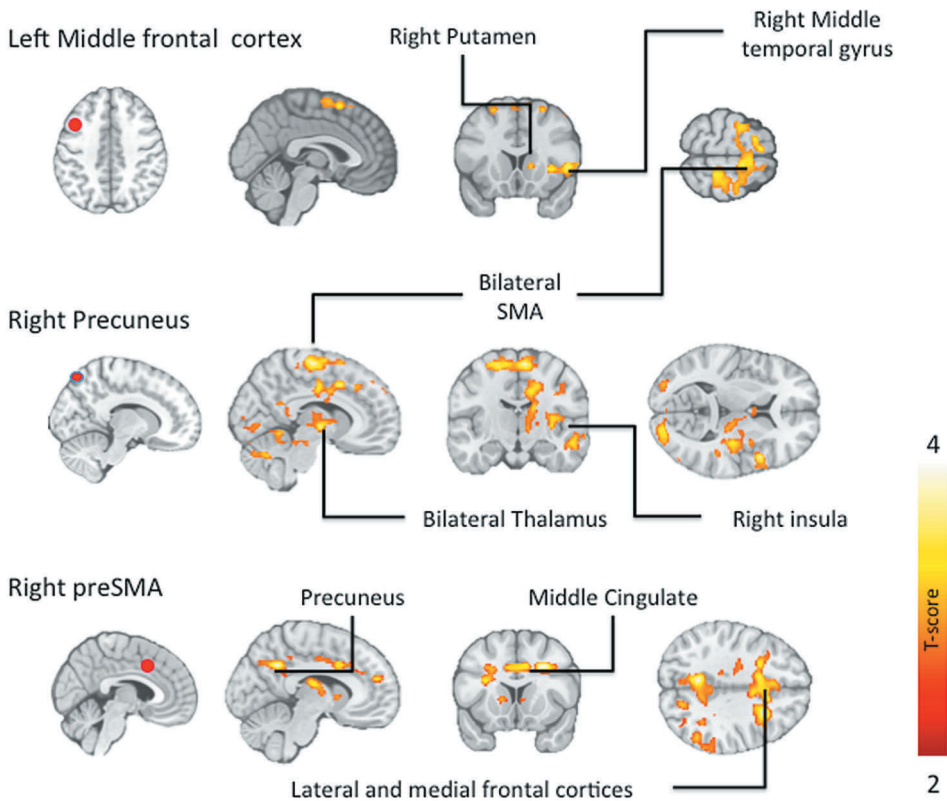 Left Middle frontal cortex
Right Putamen
Right Middle
temporal gyrus
Bilateral
SMA
Right Precuneus
Bilateral Thalamus
Right insula
4
T-score
2
Right preSMA
Precuneus
Middle Cingulate
Lateral and medial frontal cortices